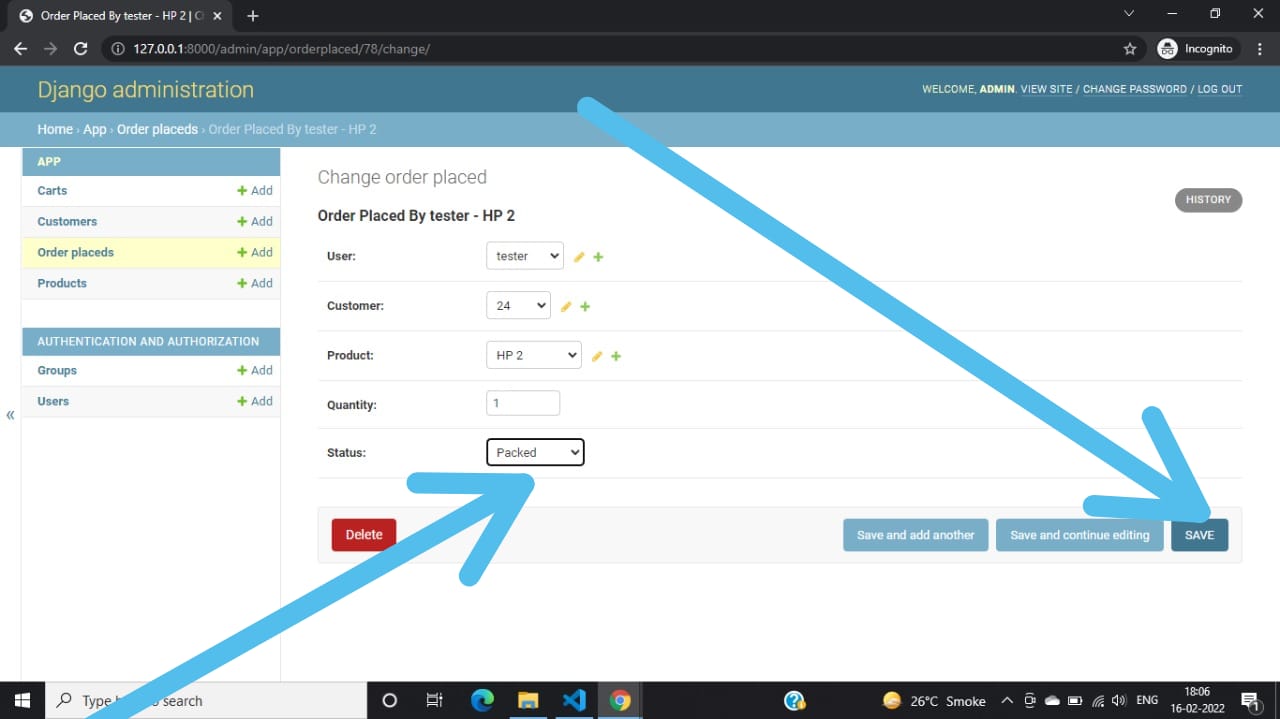 Order Placed By tester - HP 2 | C
127.0.0.1:8000/admin/app/orderplaced/78/change/
Incognito
Django administration
WELCOME, ADMIN. VIEW SITE / CHANGE PASSWORD / LOG OUT
Home › App › Order placeds › Order Placed By tester - HP 2
APP
Carts
+ Add
Customers
+ Add
Order placeds
+ Add
Products
+ Add
AUTHENTICATION AND AUTHORIZATION
Groups
+ Add
Users
+ Add
«
Change order placed
HISTORY
Order Placed By tester - HP 2
User:
tester
Customer:
24
Product:
HP 2
Quantity:
1
Status:
Packed
Delete
Save and add another
Save and continue editing
SAVE
Type search
26°C Smoke
ENG
18:06
16-02-2022
1